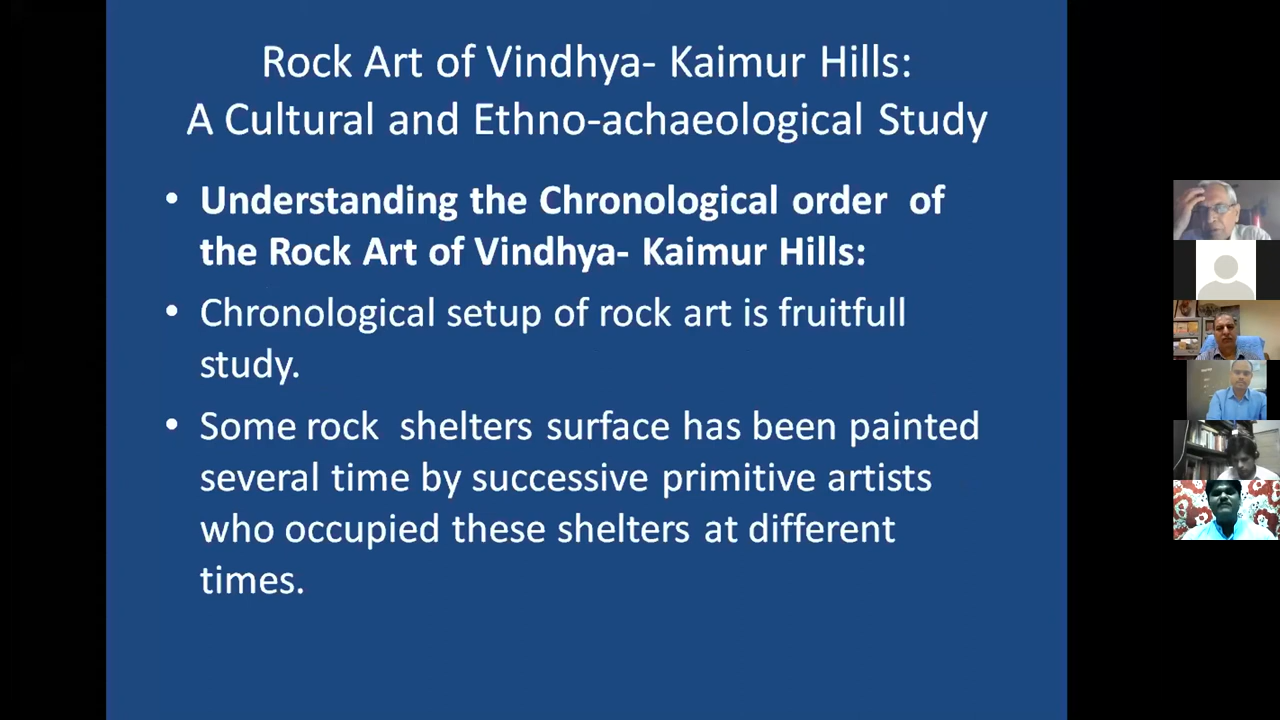 Rock Art of Vindhya- Kaimur Hills:
A Cultural and Ethno-achaeological Study
• Understanding the Chronological order of
the Rock Art of Vindhya- Kaimur Hills:
• Chronological setup of rock art is fruitfull
study.
• Some rock shelters surface has been painted
several time by successive primitive artists
who occupied these shelters at different
times.